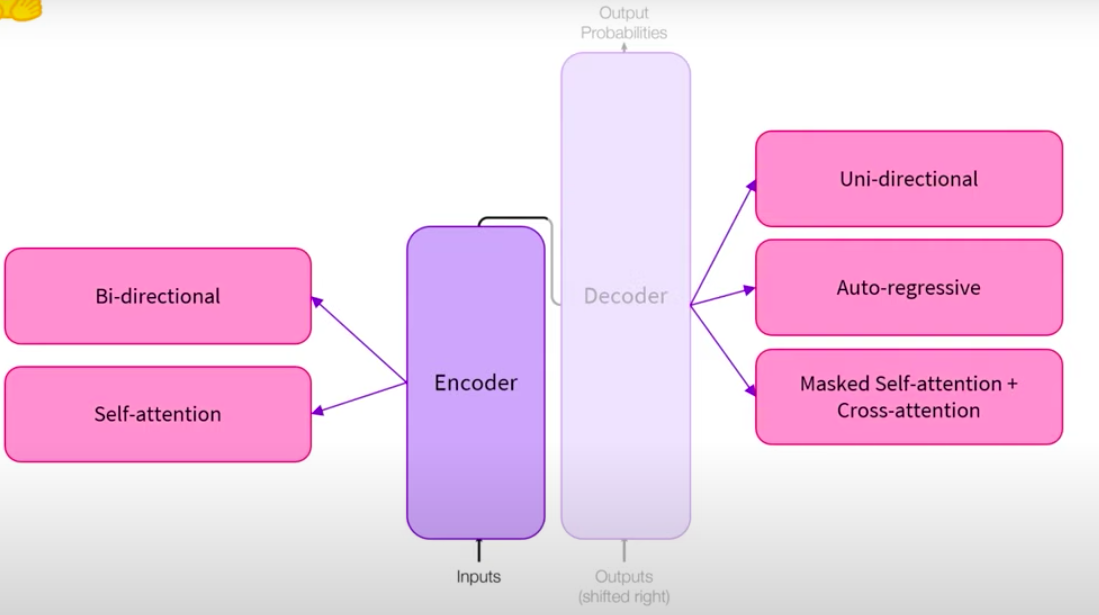 Output
Probabilities
Uni-directional
Bi-directional
Auto-regressive
Decoder
Encoder
Self-attention
Masked Self-attention +
Cross-attention
Inputs
Outputs
(shifted right)